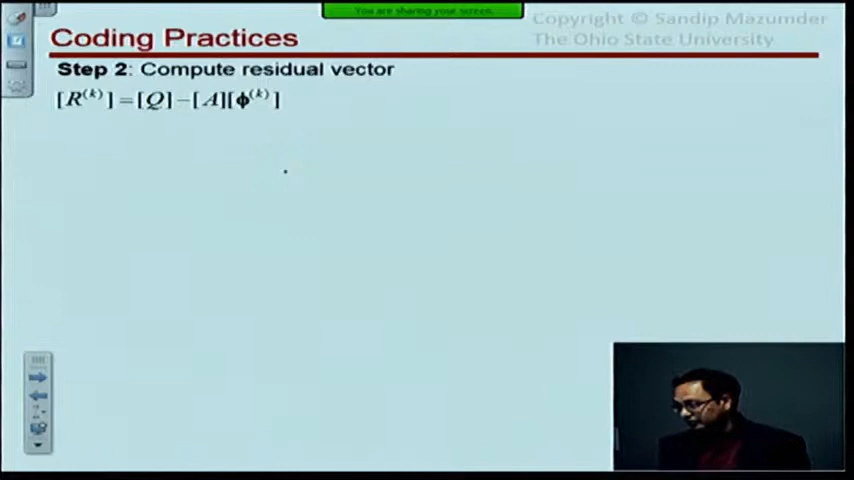 You are sharing your screen.
Copyright © Sandip Mazumder
The Ohio State University
Coding Practices
Step 2: Compute residual vector
[R^(k)] = [Q] − [A][ϕ^(k)]